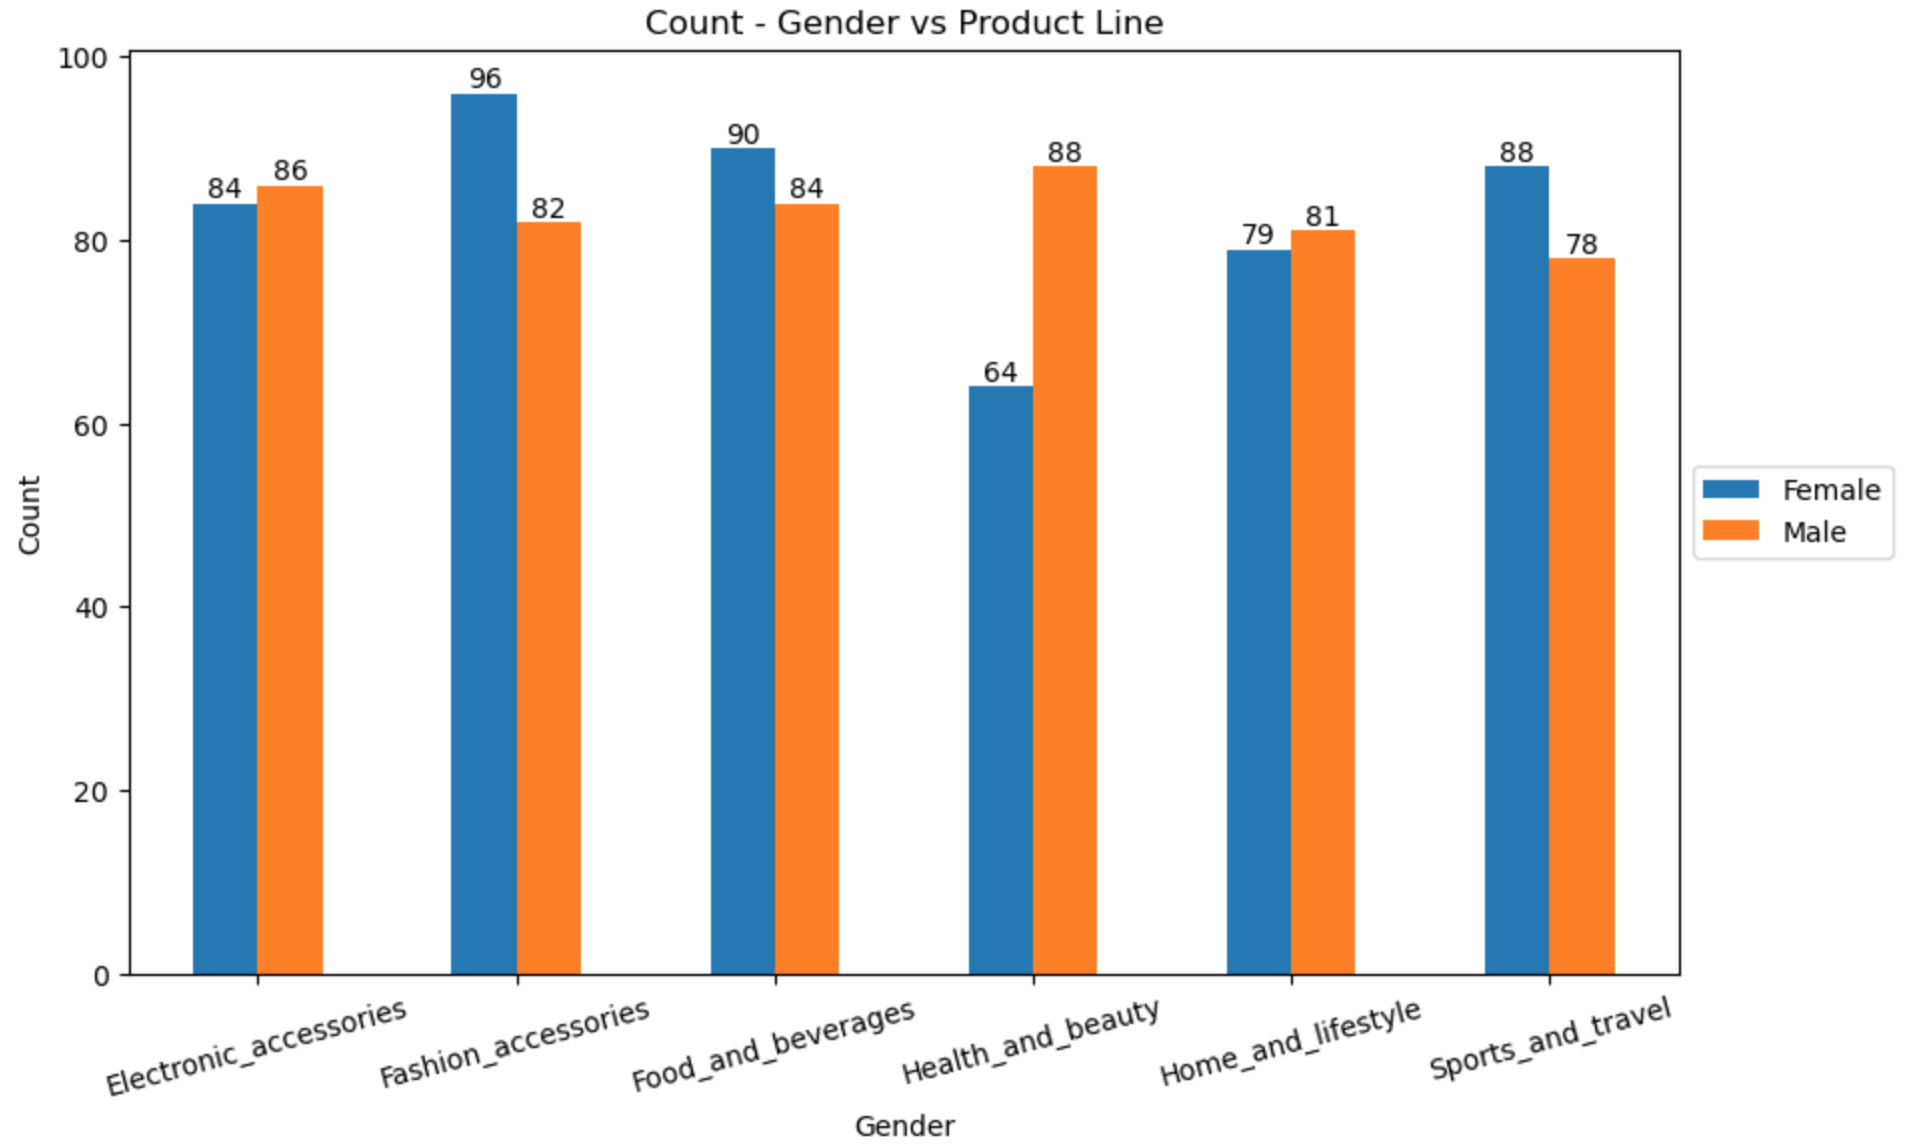 Count - Gender vs Product Line
100
80
60
40
20
0
Count
84
86
96
82
90
84
64
88
79
81
88
78
Female
Male
Electronic_accessories
Fashion_accessories
Food_and_beverages
Health_and_beauty
Home_and_lifestyle
Sports_and_travel
Gender